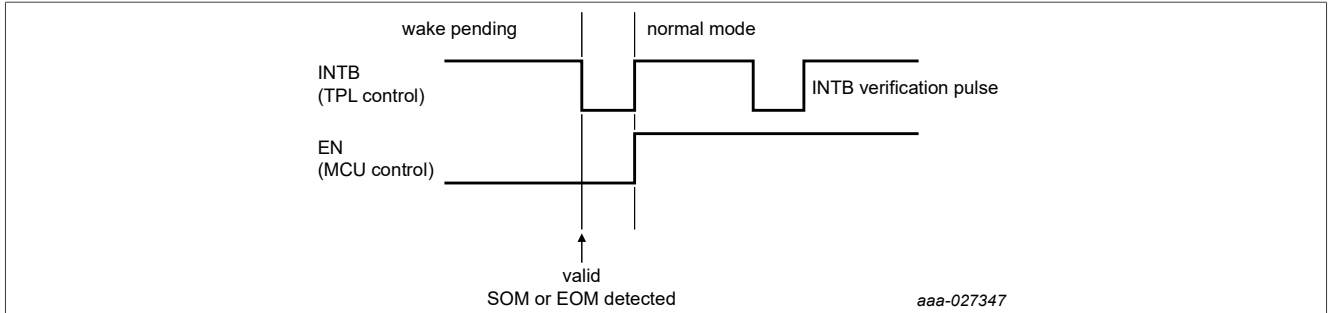 wake pending
normal mode
INTB
(TPL control)
INTB verification pulse
EN
(MCU control)
valid
SOM or EOM detected
aaa-027347